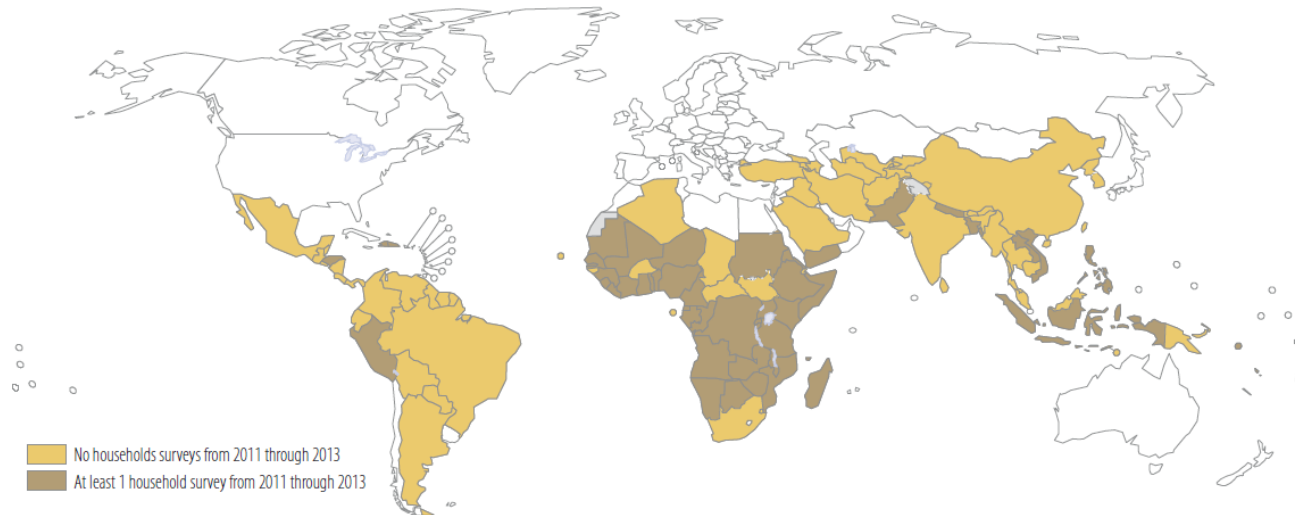 No households surveys from 2011 through 2013
At least 1 household survey from 2011 through 2013